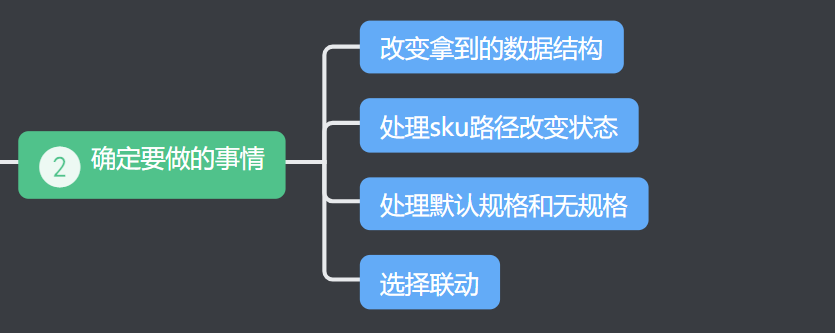 改变拿到的数据结构
处理sku路径改变状态
2 确定要做的事情
处理默认规格和无规格
选择联动